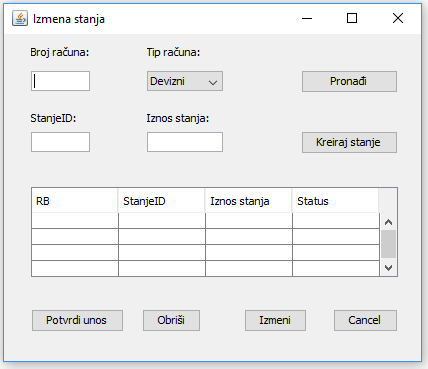 Izmena stanja
Broj računa: Tip računa:
Devizni Pronađi
StanjeID: Iznos stanja:
Kreiraj stanje
RB StanjeID Iznos stanja Status
Potvrdi unos Obriši Izmeni Cancel